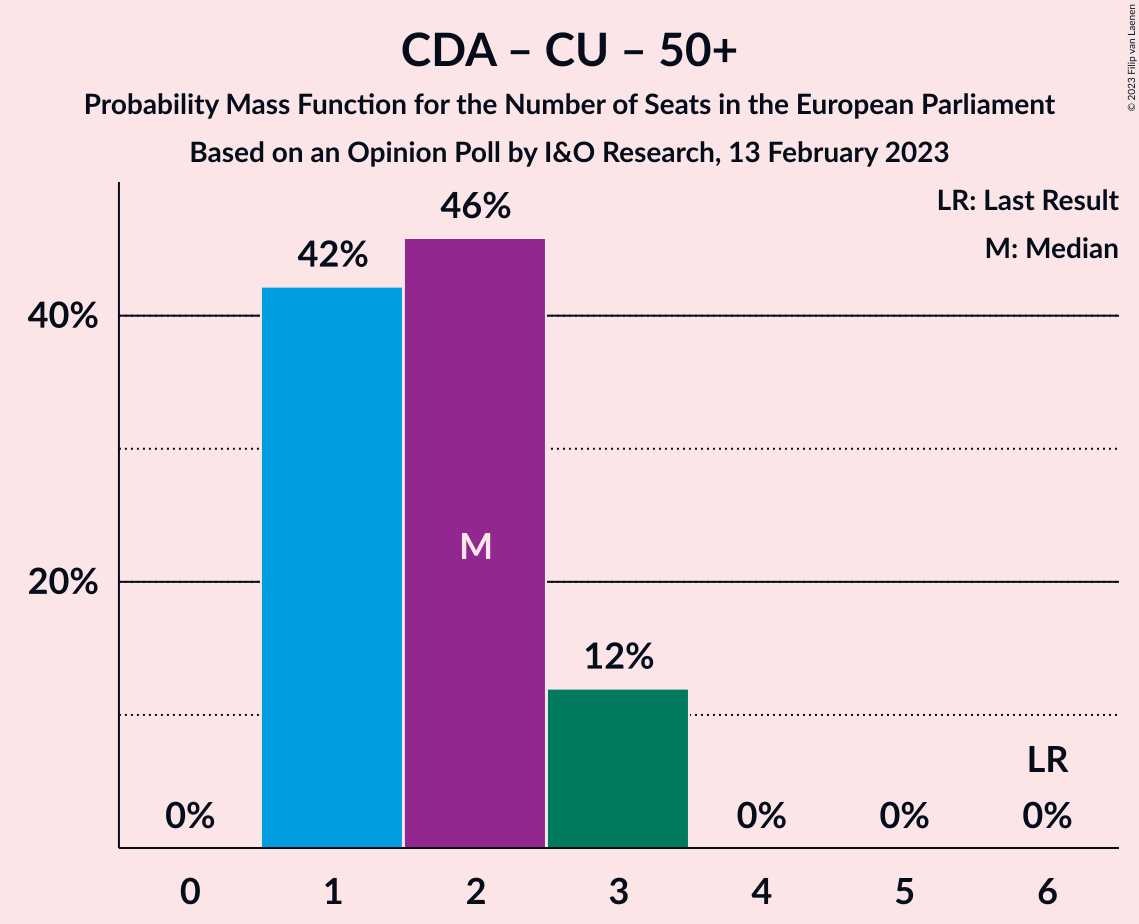 CDA – CU – 50+
Probability Mass Function for the Number of Seats in the European Parliament
Based on an Opinion Poll by I&O Research, 13 February 2023
© 2023 Filip van Laenen
LR: Last Result
M: Median
40%
20%
0%
42%
46%
M
12%
0%
0%
LR
0%
0 1 2 3 4 5 6